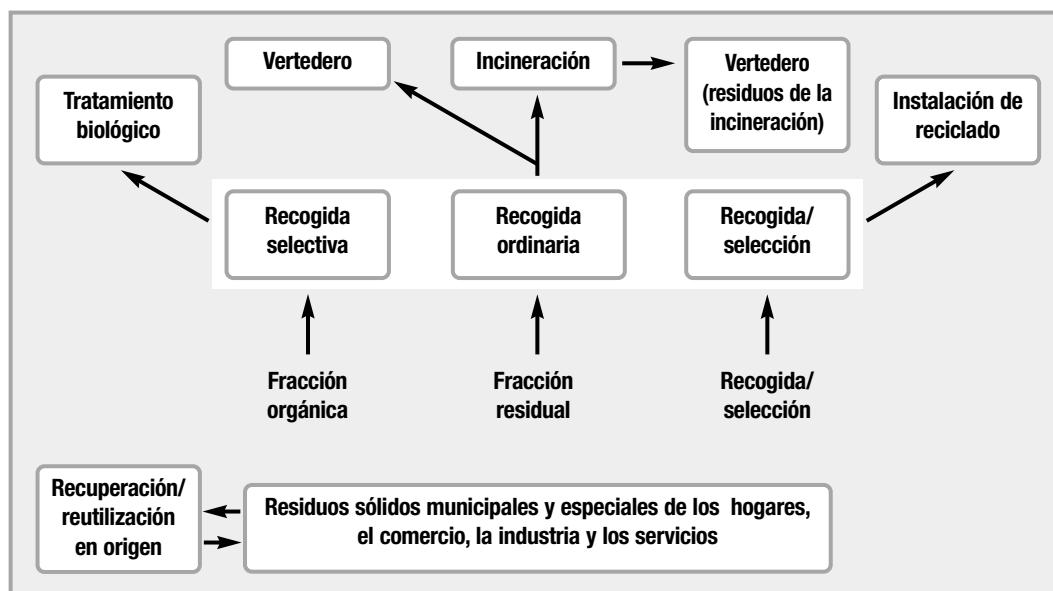 Vertedero
Incineración
Vertedero
(residuos de la
incineración)
Tratamiento
biológico
Instalación de
reciclado
Recogida
selectiva
Recogida
ordinaria
Recogida/
selección
Fracción
orgánica
Fracción
residual
Recogida/
selección
Recuperación/
reutilización
en origen
Residuos sólidos municipales y especiales de los hogares,
el comercio, la industria y los servicios